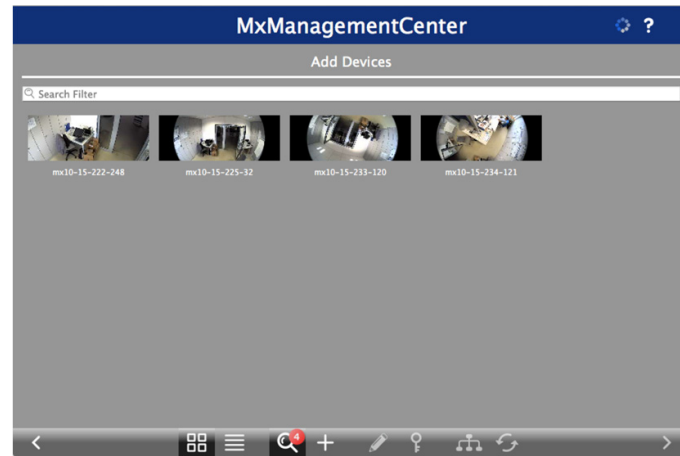 MxManagementCenter
?
Add Devices
Search Filter
mx10-15-222-248
mx10-15-225-32
mx10-15-233-120
mx10-15-234-121
4